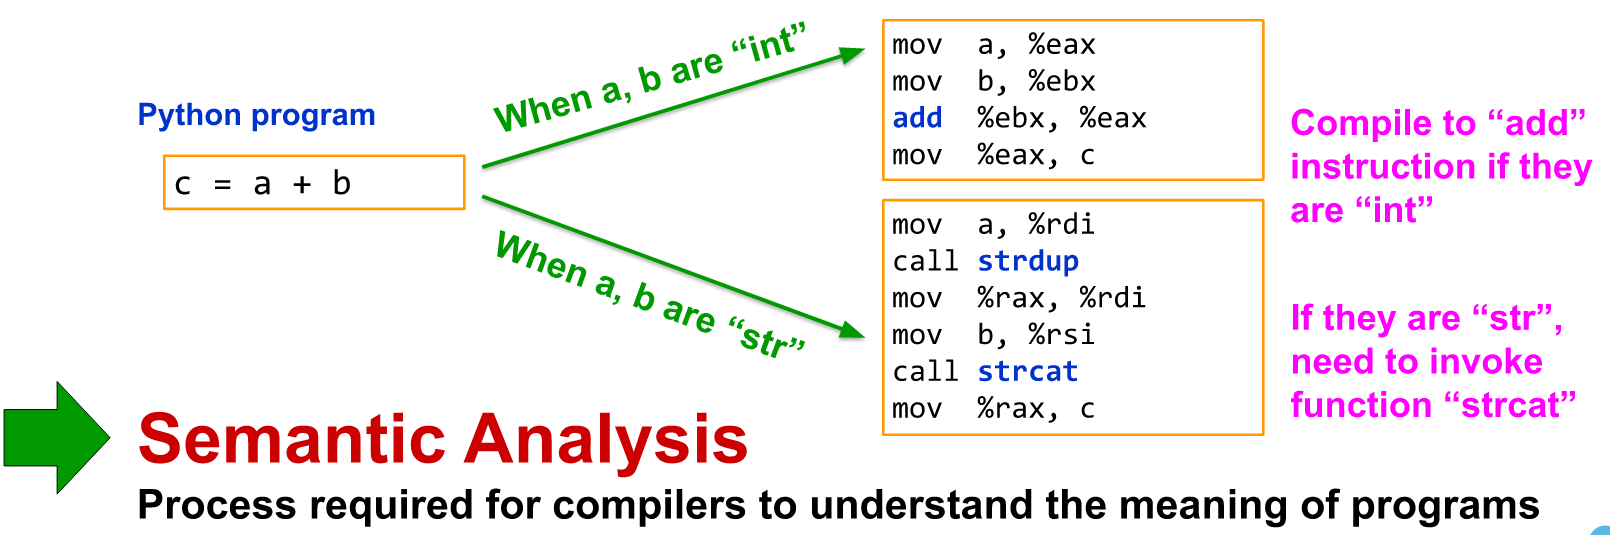 Python program
c = a + b
When a, b are “int”
When a, b are “str”
mov  a, %eax
mov  b, %ebx
add  %ebx, %eax
mov  %eax, c
Compile to “add”
instruction if they
are “int”
mov  a, %rdi
call strdup
mov  %rax, %rdi
mov  b, %rsi
call strcat
mov  %rax, c
If they are “str”,
need to invoke
function “strcat”
Semantic Analysis
Process required for compilers to understand the meaning of programs